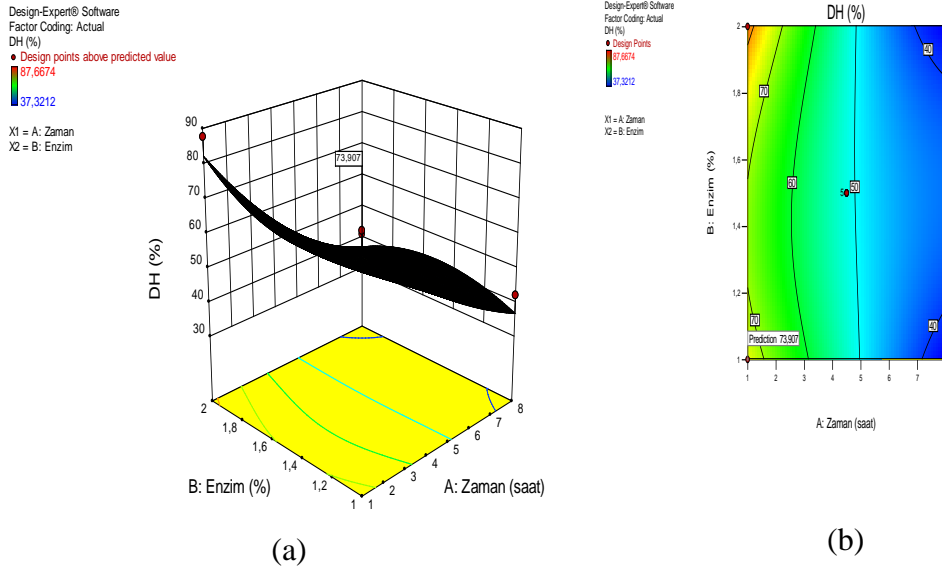 Design-Expert® Software
Factor Coding: Actual
DH (%)
Design points above predicted value
87,6674
37,3212
X1 = A: Zaman
X2 = B: Enzim
90
80
70
60
50
40
30
DH (%)
73,907
2
1,8
1,6
1,4
1,2
1
B: Enzim (%)
1
2
3
4
5
6
7
8
A: Zaman (saat)
(a)
Design-Expert® Software
Factor Coding: Actual
DH (%)
Design Points
87,6674
37,3212
X1 = A: Zaman
X2 = B: Enzim
DH (%)
2
1,8
1,6
1,4
1,2
1
B: Enzim (%)
70
60
50
40
5
70
40
Prediction 73,907
1
2
3
4
5
6
7
A: Zaman (saat)
(b)